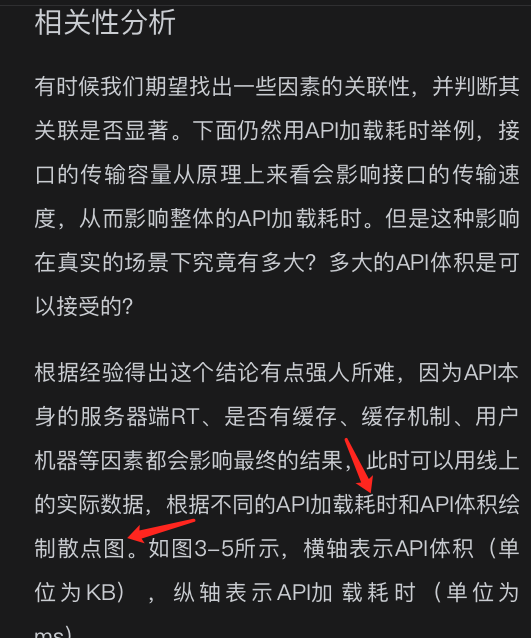 相关性分析
有时候我们期望找出一些因素的关联性，并判断其
关联是否显著。下面仍然用API加载耗时举例，接
口的传输容量从原理上来看会影响接口的传输速
度，从而影响整体的API加载耗时。但是这种影响
在真实的场景下究竟有多大？多大的API体积是可
以接受的？
根据经验得出这个结论有点强人所难，因为API本
身的服务器端RT、是否有缓存、缓存机制、用户
机器等因素都会影响最终的结果，此时可以用线上
的实际数据，根据不同的API加载耗时和API体积绘
制散点图。如图3-5所示，横轴表示API体积（单
位为KB），纵轴表示API加载耗时（单位为
ms）